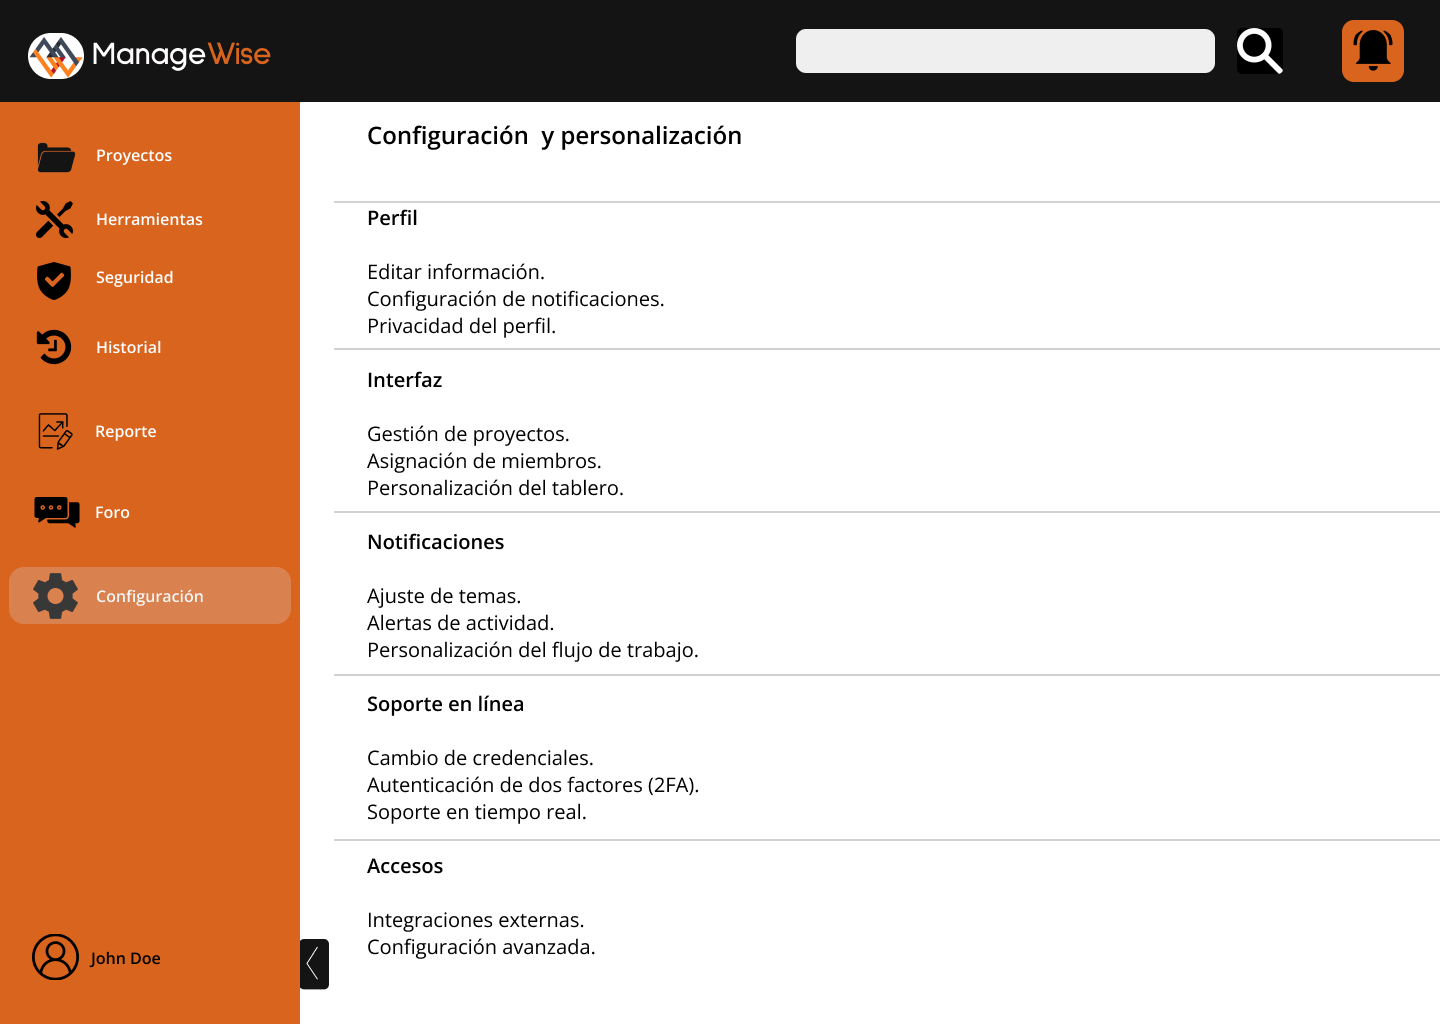 ManageWise
Proyectos
Herramientas
Seguridad
Historial
Reporte
Foro
Configuración
John Doe
Configuración y personalización
Perfil
Editar información.
Configuración de notificaciones.
Privacidad del perfil.
Interfaz
Gestión de proyectos.
Asignación de miembros.
Personalización del tablero.
Notificaciones
Ajuste de temas.
Alertas de actividad.
Personalización del flujo de trabajo.
Soporte en línea
Cambio de credenciales.
Autenticación de dos factores (2FA).
Soporte en tiempo real.
Accesos
Integraciones externas.
Configuración avanzada.